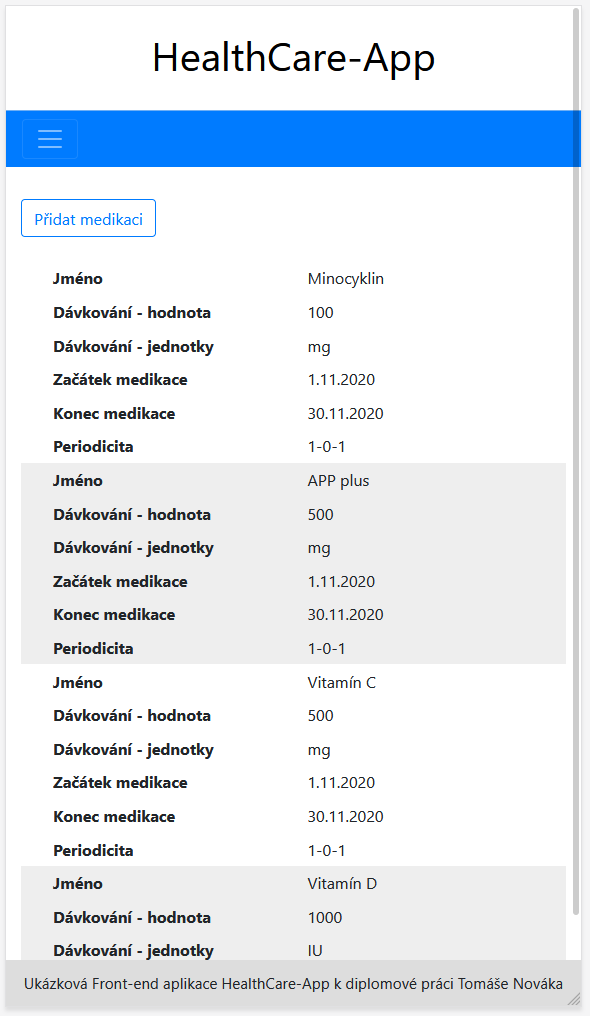 HealthCare-App
Přidat medikaci
Jméno Minocyklin
Dávkování - hodnota 100
Dávkování - jednotky mg
Začátek medikace 1.11.2020
Konec medikace 30.11.2020
Periodicita 1-0-1
Jméno APP plus
Dávkování - hodnota 500
Dávkování - jednotky mg
Začátek medikace 1.11.2020
Konec medikace 30.11.2020
Periodicita 1-0-1
Jméno Vitamín C
Dávkování - hodnota 500
Dávkování - jednotky mg
Začátek medikace 1.11.2020
Konec medikace 30.11.2020
Periodicita 1-0-1
Jméno Vitamín D
Dávkování - hodnota 1000
Dávkování - jednotky IU
Ukázková Front-end aplikace HealthCare-App k diplomové práci Tomáše Nováka